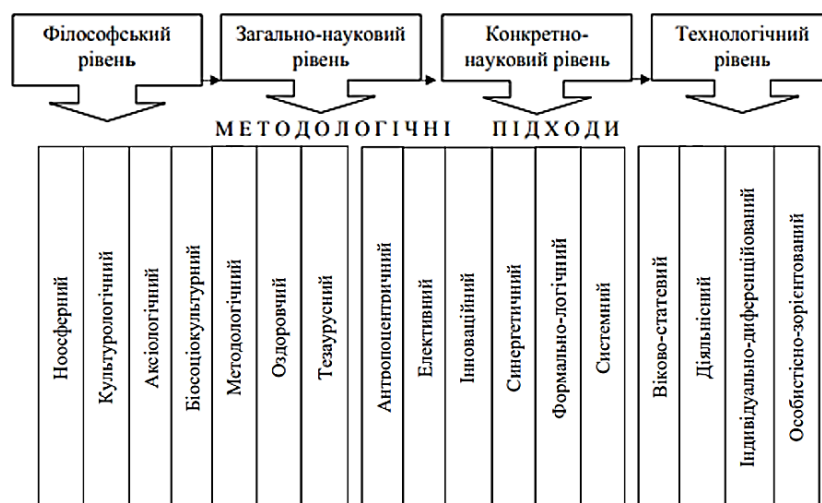 Філософський
рівень
Загально-науковий
рівень
Конкретно-
науковий рівень
Технологічний
рівень
МЕТОДОЛОГІЧНІ ПІДХОДИ
Ноосферний
Культурологічний
Аксіологічний
Біосоціокультурний
Методологічний
Оздоровчий
Тезаурусний
Антропоцентричний
Елективний
Інноваційний
Синергетичний
Формально-логічний
Системний
Віково-статевий
Діяльнісний
Індивідуально-диференційований
Особистісно-зорієнтований